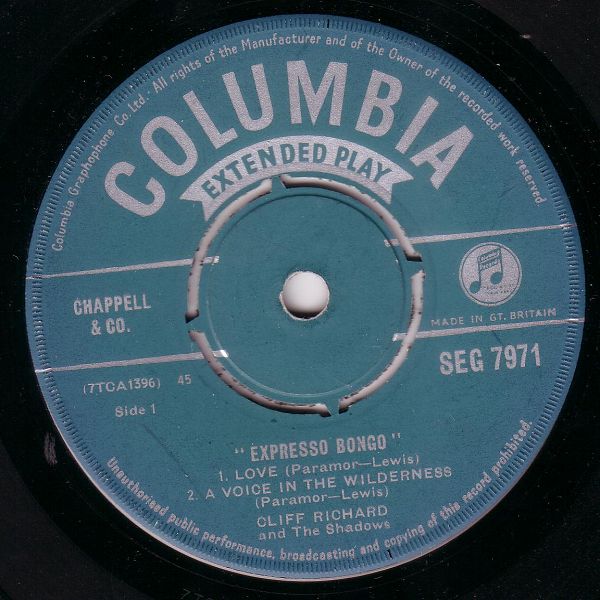 Columbia Graphophone Co. Ltd. · All rights of the Manufacturer and of the Owner of the recorded work reserved.
COLUMBIA
EXTENDED PLAY
CHAPPELL
& CO.
MADE IN GT. BRITAIN
(7TCA1396) 45
SEG 7971
Side 1
"EXPRESSO BONGO"
1. LOVE (Paramor—Lewis)
2. A VOICE IN THE WILDERNESS
(Paramor—Lewis)
CLIFF RICHARD
and The Shadows
Unauthorised public performance, broadcasting and copying of this record prohibited.